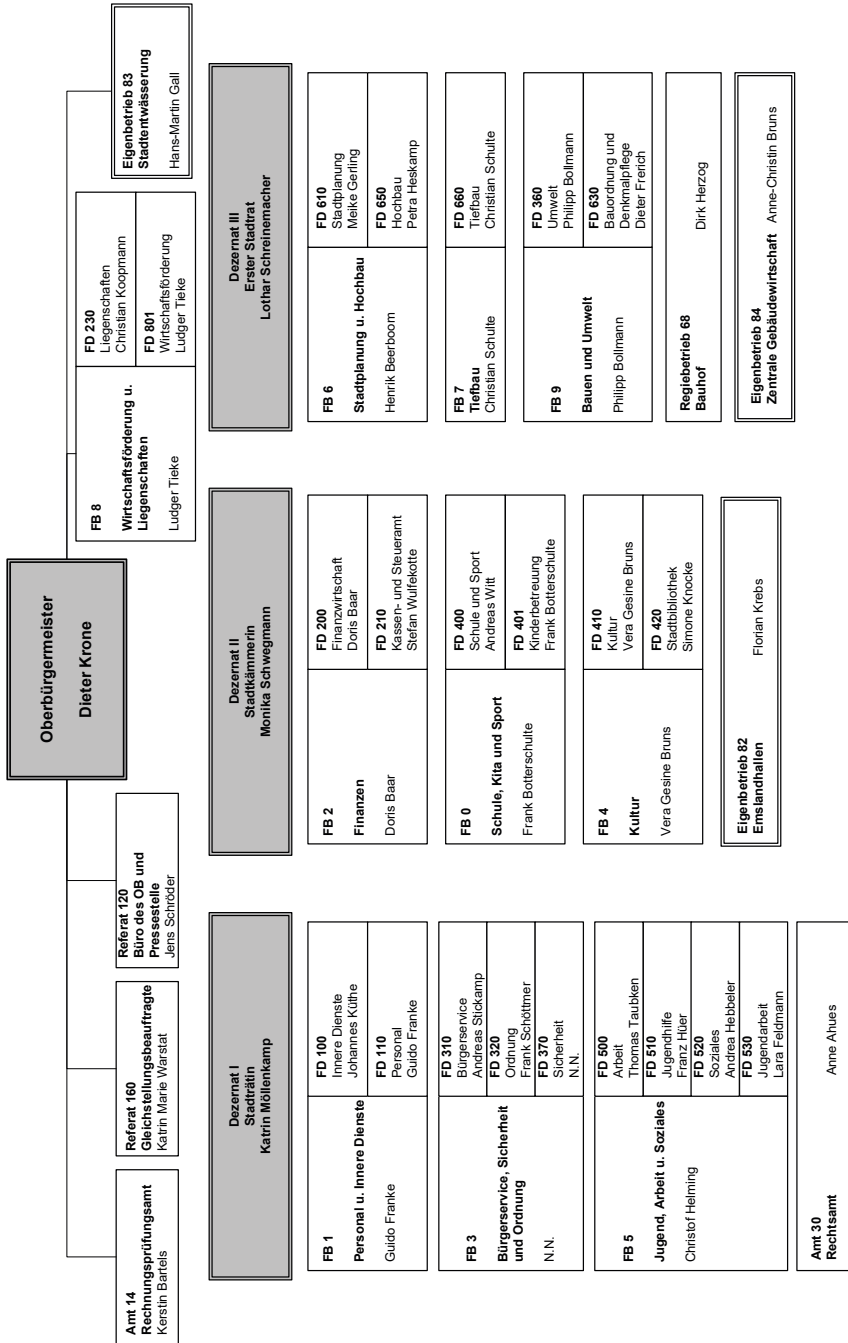 Oberbürgermeister
Dieter Krone
Amt 14
Rechnungsprüfungsamt
Kerstin Bartels
Referat 160
Gleichstellungsbeauftragte
Katrin Marie Warstat
Referat 120
Büro des OB und
Pressestelle
Jens Schröder
FB 8
Wirtschaftsförderung u.
Liegenschaften
Ludger Tieke
FD 230
Liegenschaften
Christian Koopmann
FD 801
Wirtschaftsförderung
Ludger Tieke
Eigenbetrieb 83
Stadtentwässerung
Hans-Martin Gall
Dezernat I
Stadträtin
Katrin Möllenkamp
FB 1
Personal u. Innere Dienste
Guido Franke
FD 100
Innere Dienste
Johannes Küthe
FD 110
Personal
Guido Franke
FB 3
Bürgerservice, Sicherheit
und Ordnung
N.N.
FD 310
Bürgerservice
Andreas Stickamp
FD 320
Ordnung
Frank Schöttmer
FD 370
Sicherheit
N.N.
FB 5
Jugend, Arbeit u. Soziales
Christof Helming
FD 500
Arbeit
Thomas Taubken
FD 510
Jugendhilfe
Franz Hüer
FD 520
Soziales
Andrea Hebbeler
FD 530
Jugendarbeit
Lara Feldmann
Amt 30
Rechtsamt
Anne Ahues
Dezernat II
Stadtkämmerin
Monika Schwegmann
FB 2
Finanzen
Doris Baar
FD 200
Finanzwirtschaft
Doris Baar
FD 210
Kassen- und Steueramt
Stefan Wulfekotte
FB 0
Schule, Kita und Sport
Frank Botterschulte
FD 400
Schule und Sport
Andreas Witt
FD 401
Kinderbetreuung
Frank Botterschulte
FB 4
Kultur
Vera Gesine Bruns
FD 410
Kultur
Vera Gesine Bruns
FD 420
Stadtbibliothek
Simone Knocke
Eigenbetrieb 82
Emslandhallen
Florian Krebs
Dezernat III
Erster Stadtrat
Lothar Schreinemacher
FB 6
Stadtplanung u. Hochbau
Henrik Beerboom
FD 610
Stadtplanung
Meike Gerling
FD 650
Hochbau
Petra Heskamp
FB 7
Tiefbau
Christian Schulte
FD 660
Tiefbau
Christian Schulte
FB 9
Bauen und Umwelt
Philipp Bollmann
FD 360
Umwelt
Philipp Bollmann
FD 630
Bauordnung und
Denkmalpflege
Dieter Frerich
Regiebetrieb 68
Bauhof
Dirk Herzog
Eigenbetrieb 84
Zentrale Gebäudewirtschaft Anne-Christin Bruns